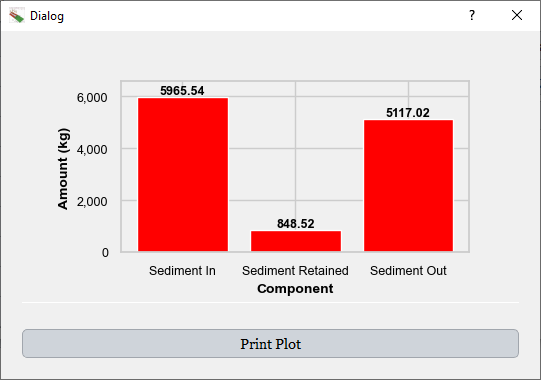 Dialog
?
5965.54
5117.02
848.52
6,000
4,000
2,000
0
Amount (kg)
Sediment In Sediment Retained Sediment Out
Component
Print Plot